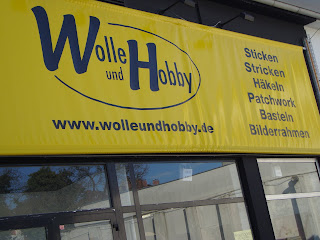 Wolle
und Hobby
www.wolleundhobby.de
Sticken
Stricken
Häkeln
Patchwork
Basteln
Bilderrahmen